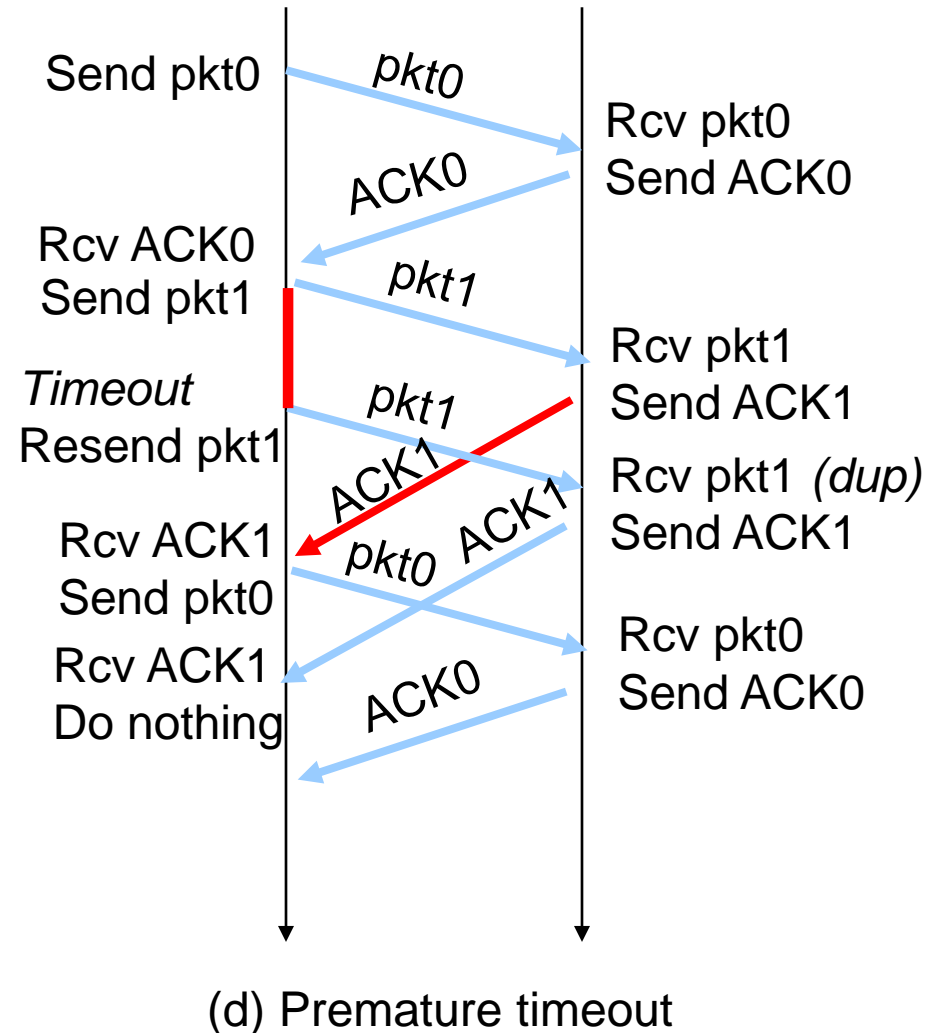 Send pkt0
pkt0
Rcv pkt0
Send ACK0
ACK0
Rcv ACK0
Send pkt1
pkt1
Rcv pkt1
Send ACK1
Timeout
Resend pkt1
pkt1
ACK1
Rcv pkt1 (dup)
Send ACK1
ACK1
Rcv ACK1
Send pkt0
pkt0
Rcv pkt0
Send ACK0
Rcv ACK1
Do nothing
ACK0
(d) Premature timeout